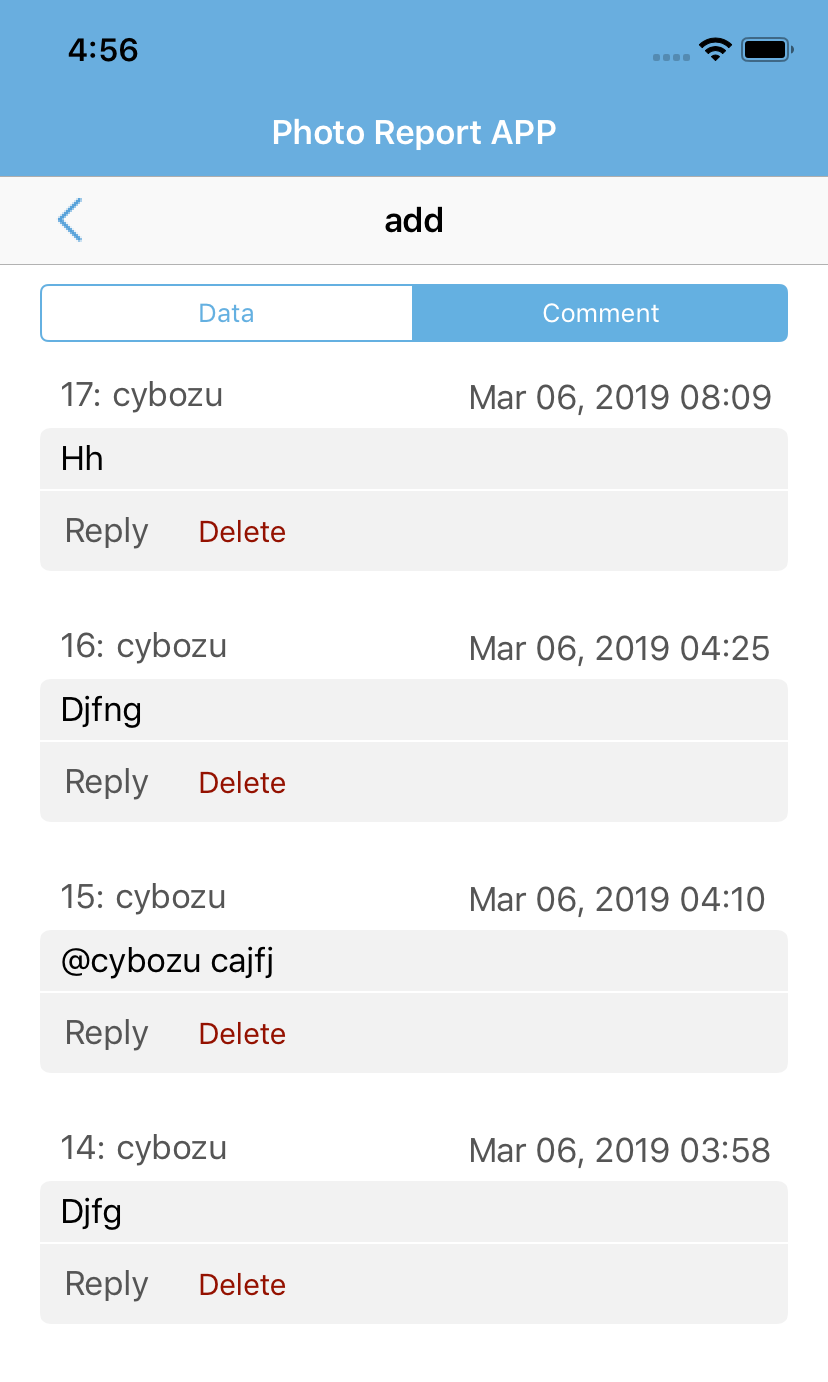 4:56
Photo Report APP
add
Data Comment
17: cybozu Mar 06, 2019 08:09
Hh
Reply Delete
16: cybozu Mar 06, 2019 04:25
Djfng
Reply Delete
15: cybozu Mar 06, 2019 04:10
@cybozu cajfj
Reply Delete
14: cybozu Mar 06, 2019 03:58
Djfg
Reply Delete